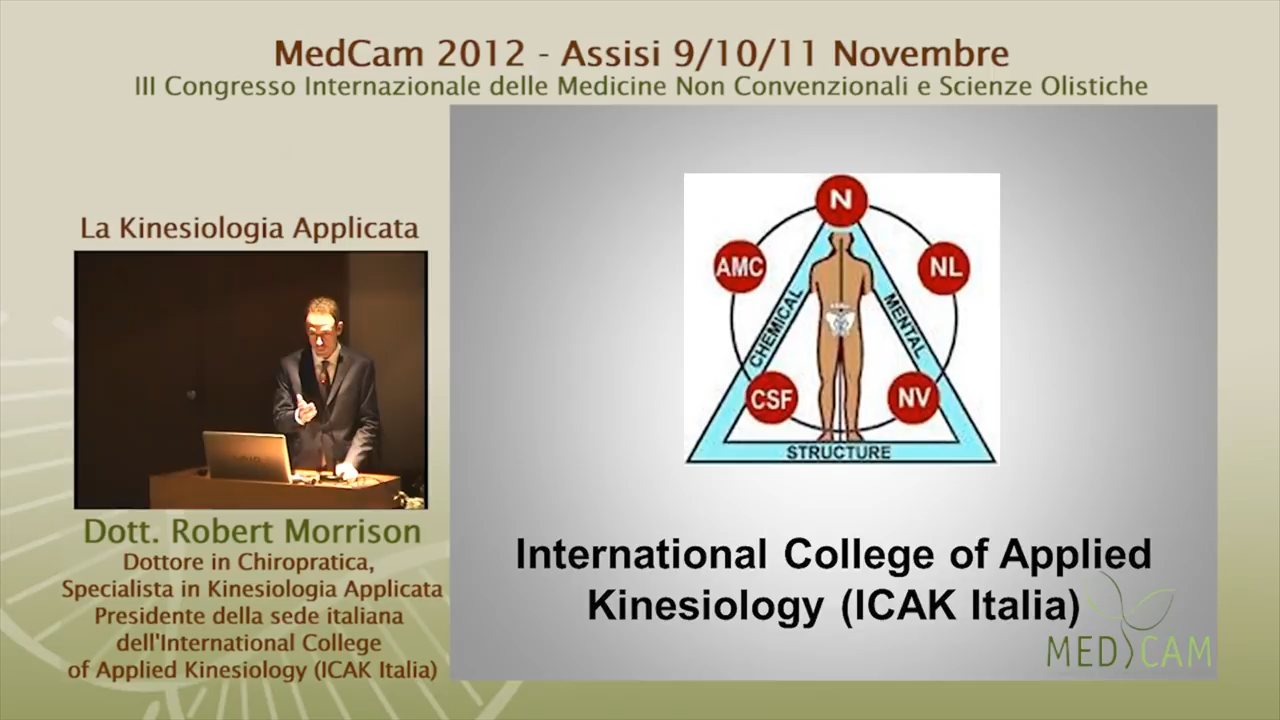 MedCam 2012 - Assisi 9/10/11 Novembre
III Congresso Internazionale delle Medicine Non Convenzionali e Scienze Olistiche
La Kinesiologia Applicata
Dott. Robert Morrison
Dottore in Chiropratica,
Specialista in Kinesiologia Applicata
Presidente della sede italiana
dell'International College
of Applied Kinesiology (ICAK Italia)
N
AMC
NL
CHEMICAL
MENTAL
CSF
NV
STRUCTURE
International College of Applied
Kinesiology (ICAK Italia)
MEDCAM